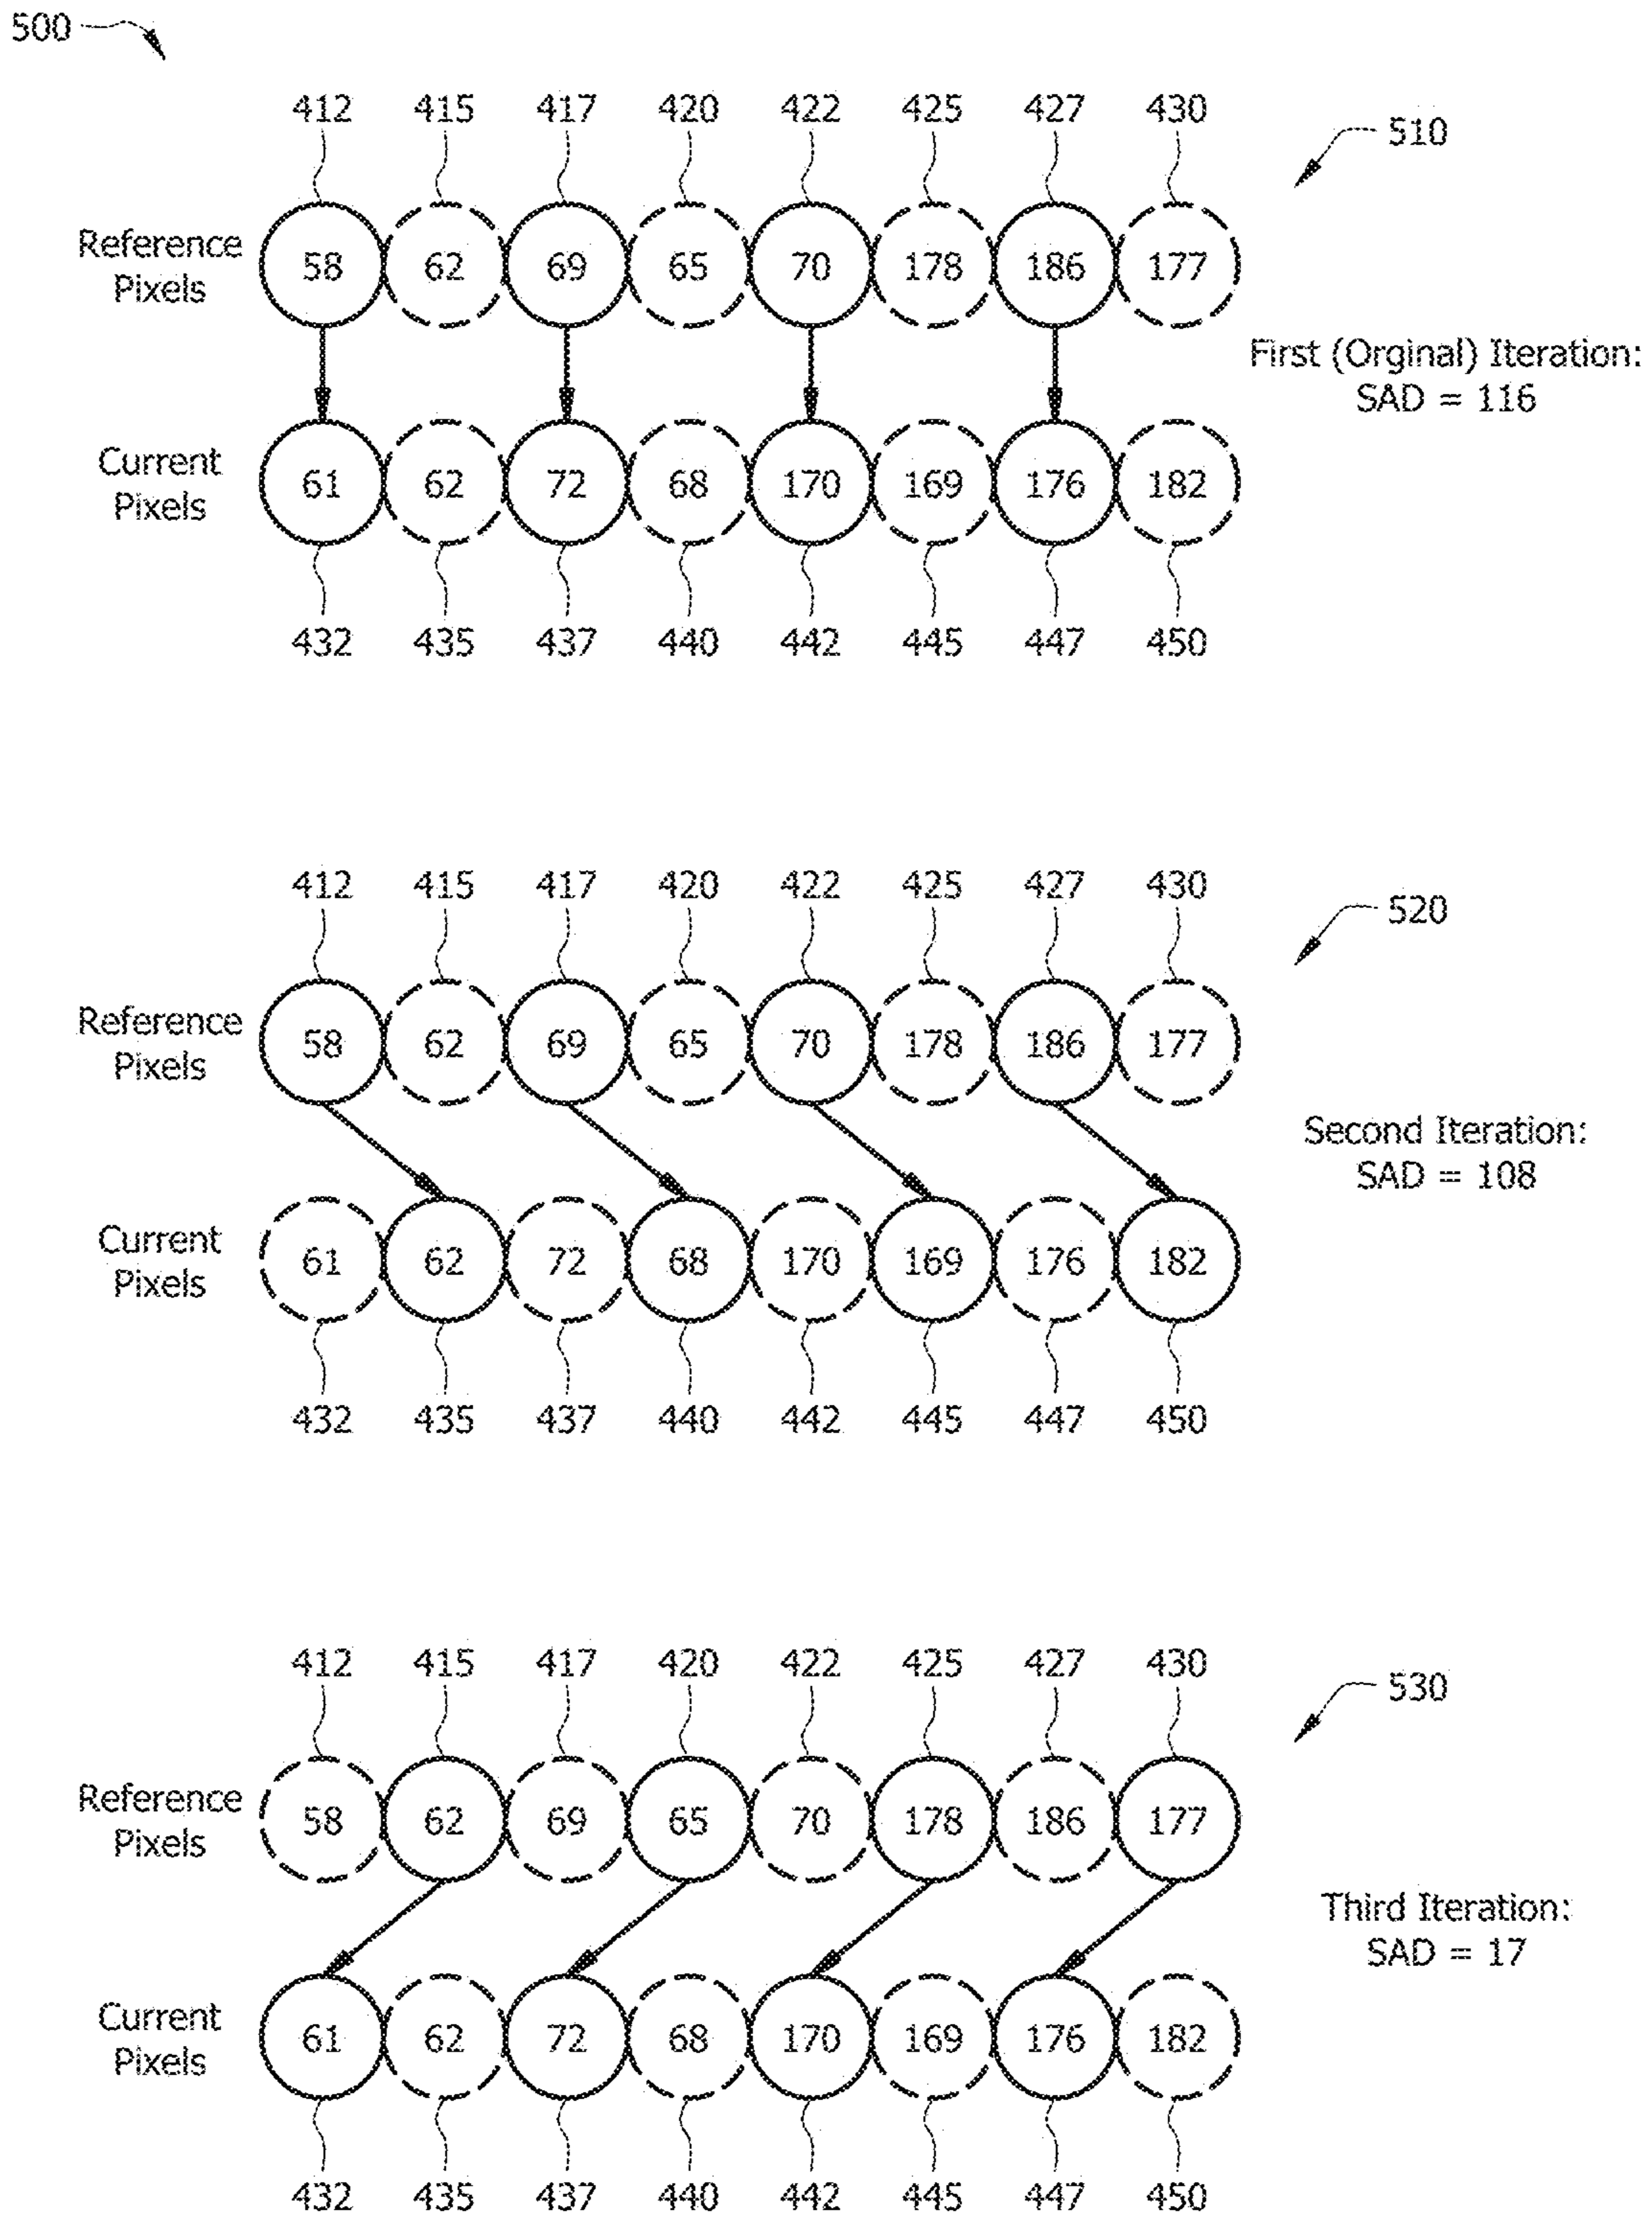 500
412 415 417 420 422 425 427 430
510
Reference
Pixels
58 62 69 65 70 178 186 177
First (Orginal) Iteration:
SAD = 116
Current
Pixels
61 62 72 68 170 169 176 182
432 435 437 440 442 445 447 450
412 415 417 420 422 425 427 430
520
Reference
Pixels
58 62 69 65 70 178 186 177
Second Iteration:
SAD = 108
Current
Pixels
61 62 72 68 170 169 176 182
432 435 437 440 442 445 447 450
412 415 417 420 422 425 427 430
530
Reference
Pixels
58 62 69 65 70 178 186 177
Third Iteration:
SAD = 17
Current
Pixels
61 62 72 68 170 169 176 182
432 435 437 440 442 445 447 450